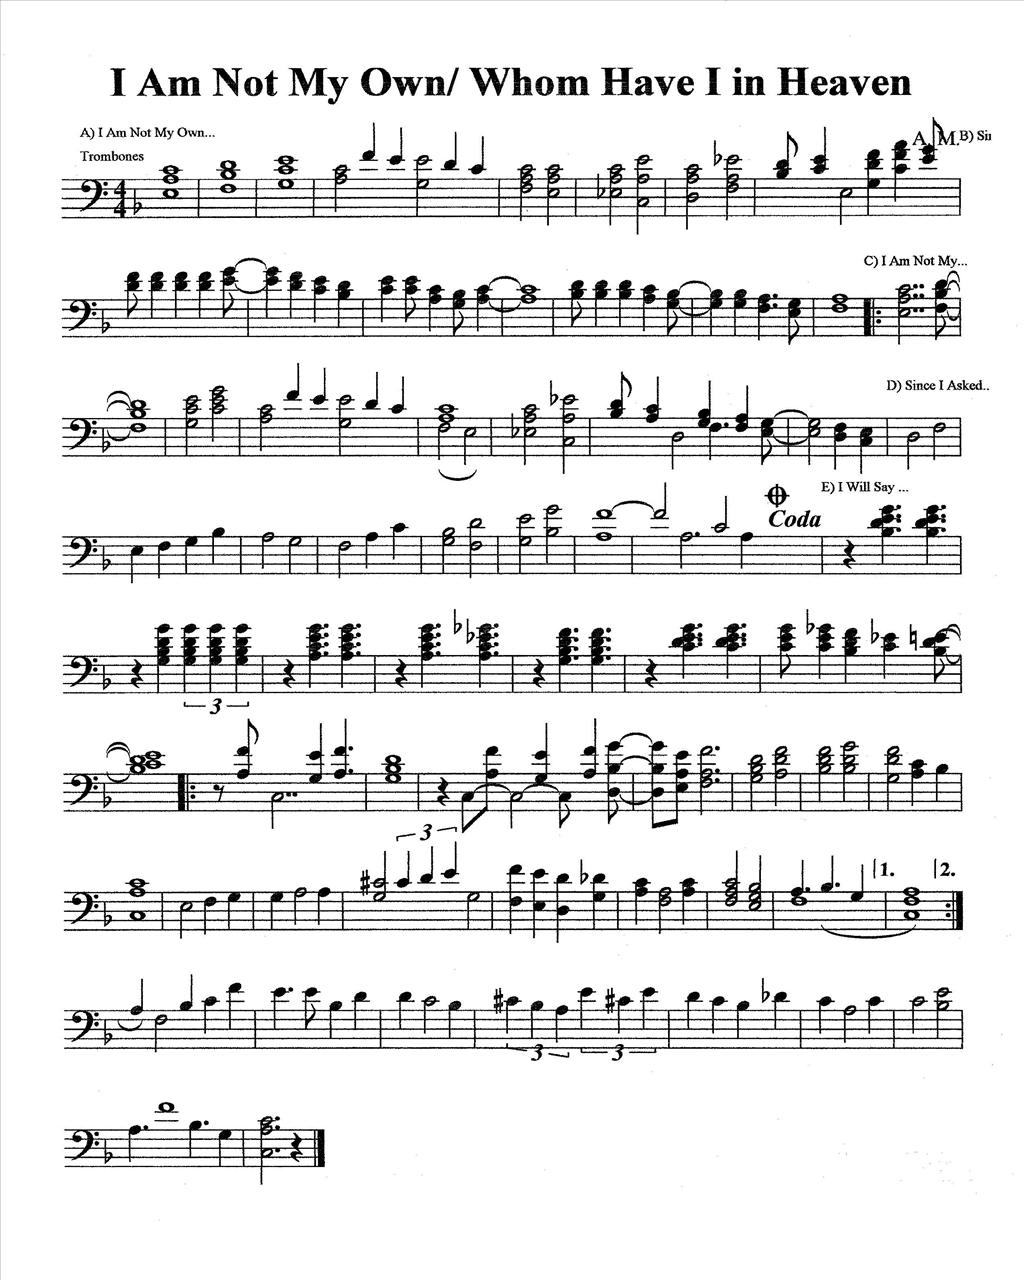 I Am Not My Own/ Whom Have I in Heaven
A) I Am Not My Own...
Trombones
A. M. B) Si
4
4
C) I Am Not My...
D) Since I Asked..
E) I Will Say ...
Coda
3
3
1. 2.
3 3